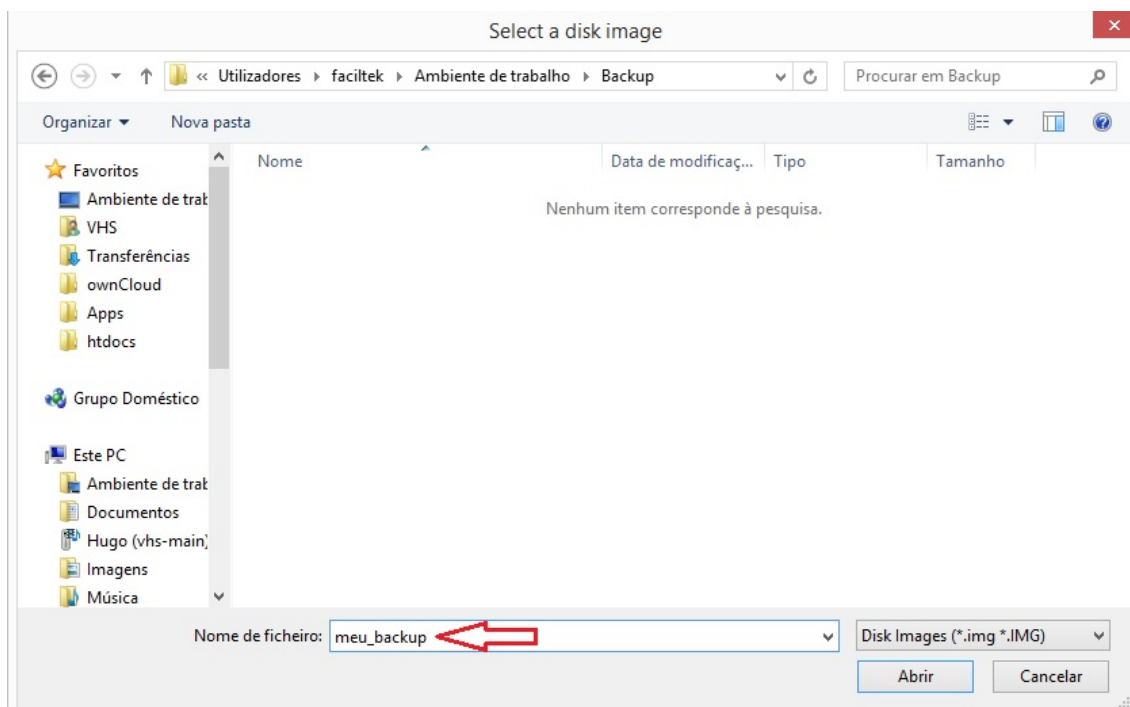 Select a disk image
« Utilizadores Faciltek Ambiente de trabalho Backup
Procurar em Backup
Organizar Nova pasta
Nome Data de modificaç... Tipo Tamanho
Nenhum item corresponde à pesquisa.
Favoritos
Ambiente de trab
VHS
Transferências
ownCloud
Apps
htdocs
Grupo Doméstico
Este PC
Ambiente de trab
Documentos
Hugo (vhs-main)
Imagens
Música
Nome de ficheiro: meu_backup
Disk Images (*.img *.IMG)
Abrir Cancelar